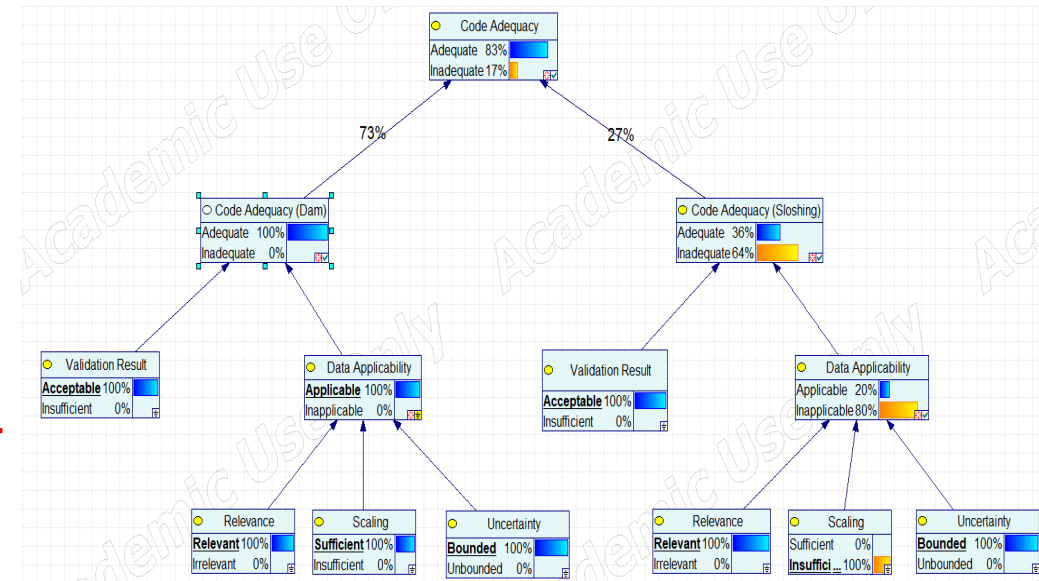 Code Adequacy
Adequate 83%
Inadequate 17%
73%
27%
Code Adequacy (Dam)
Adequate 100%
Inadequate 0%
Code Adequacy (Sloshing)
Adequate 36%
Inadequate 64%
Validation Result
Acceptable 100%
Insufficient 0%
Data Applicability
Applicable 100%
Inapplicable 0%
Validation Result
Acceptable 100%
Insufficient 0%
Data Applicability
Applicable 20%
Inapplicable 80%
Relevance
Relevant 100%
Irrelevant 0%
Scaling
Sufficient 100%
Insufficient 0%
Uncertainty
Bounded 100%
Unbounded 0%
Relevance
Relevant 100%
Irrelevant 0%
Scaling
Sufficient 0%
Insuffici ... 100%
Uncertainty
Bounded 100%
Unbounded 0%
Academic Use Only